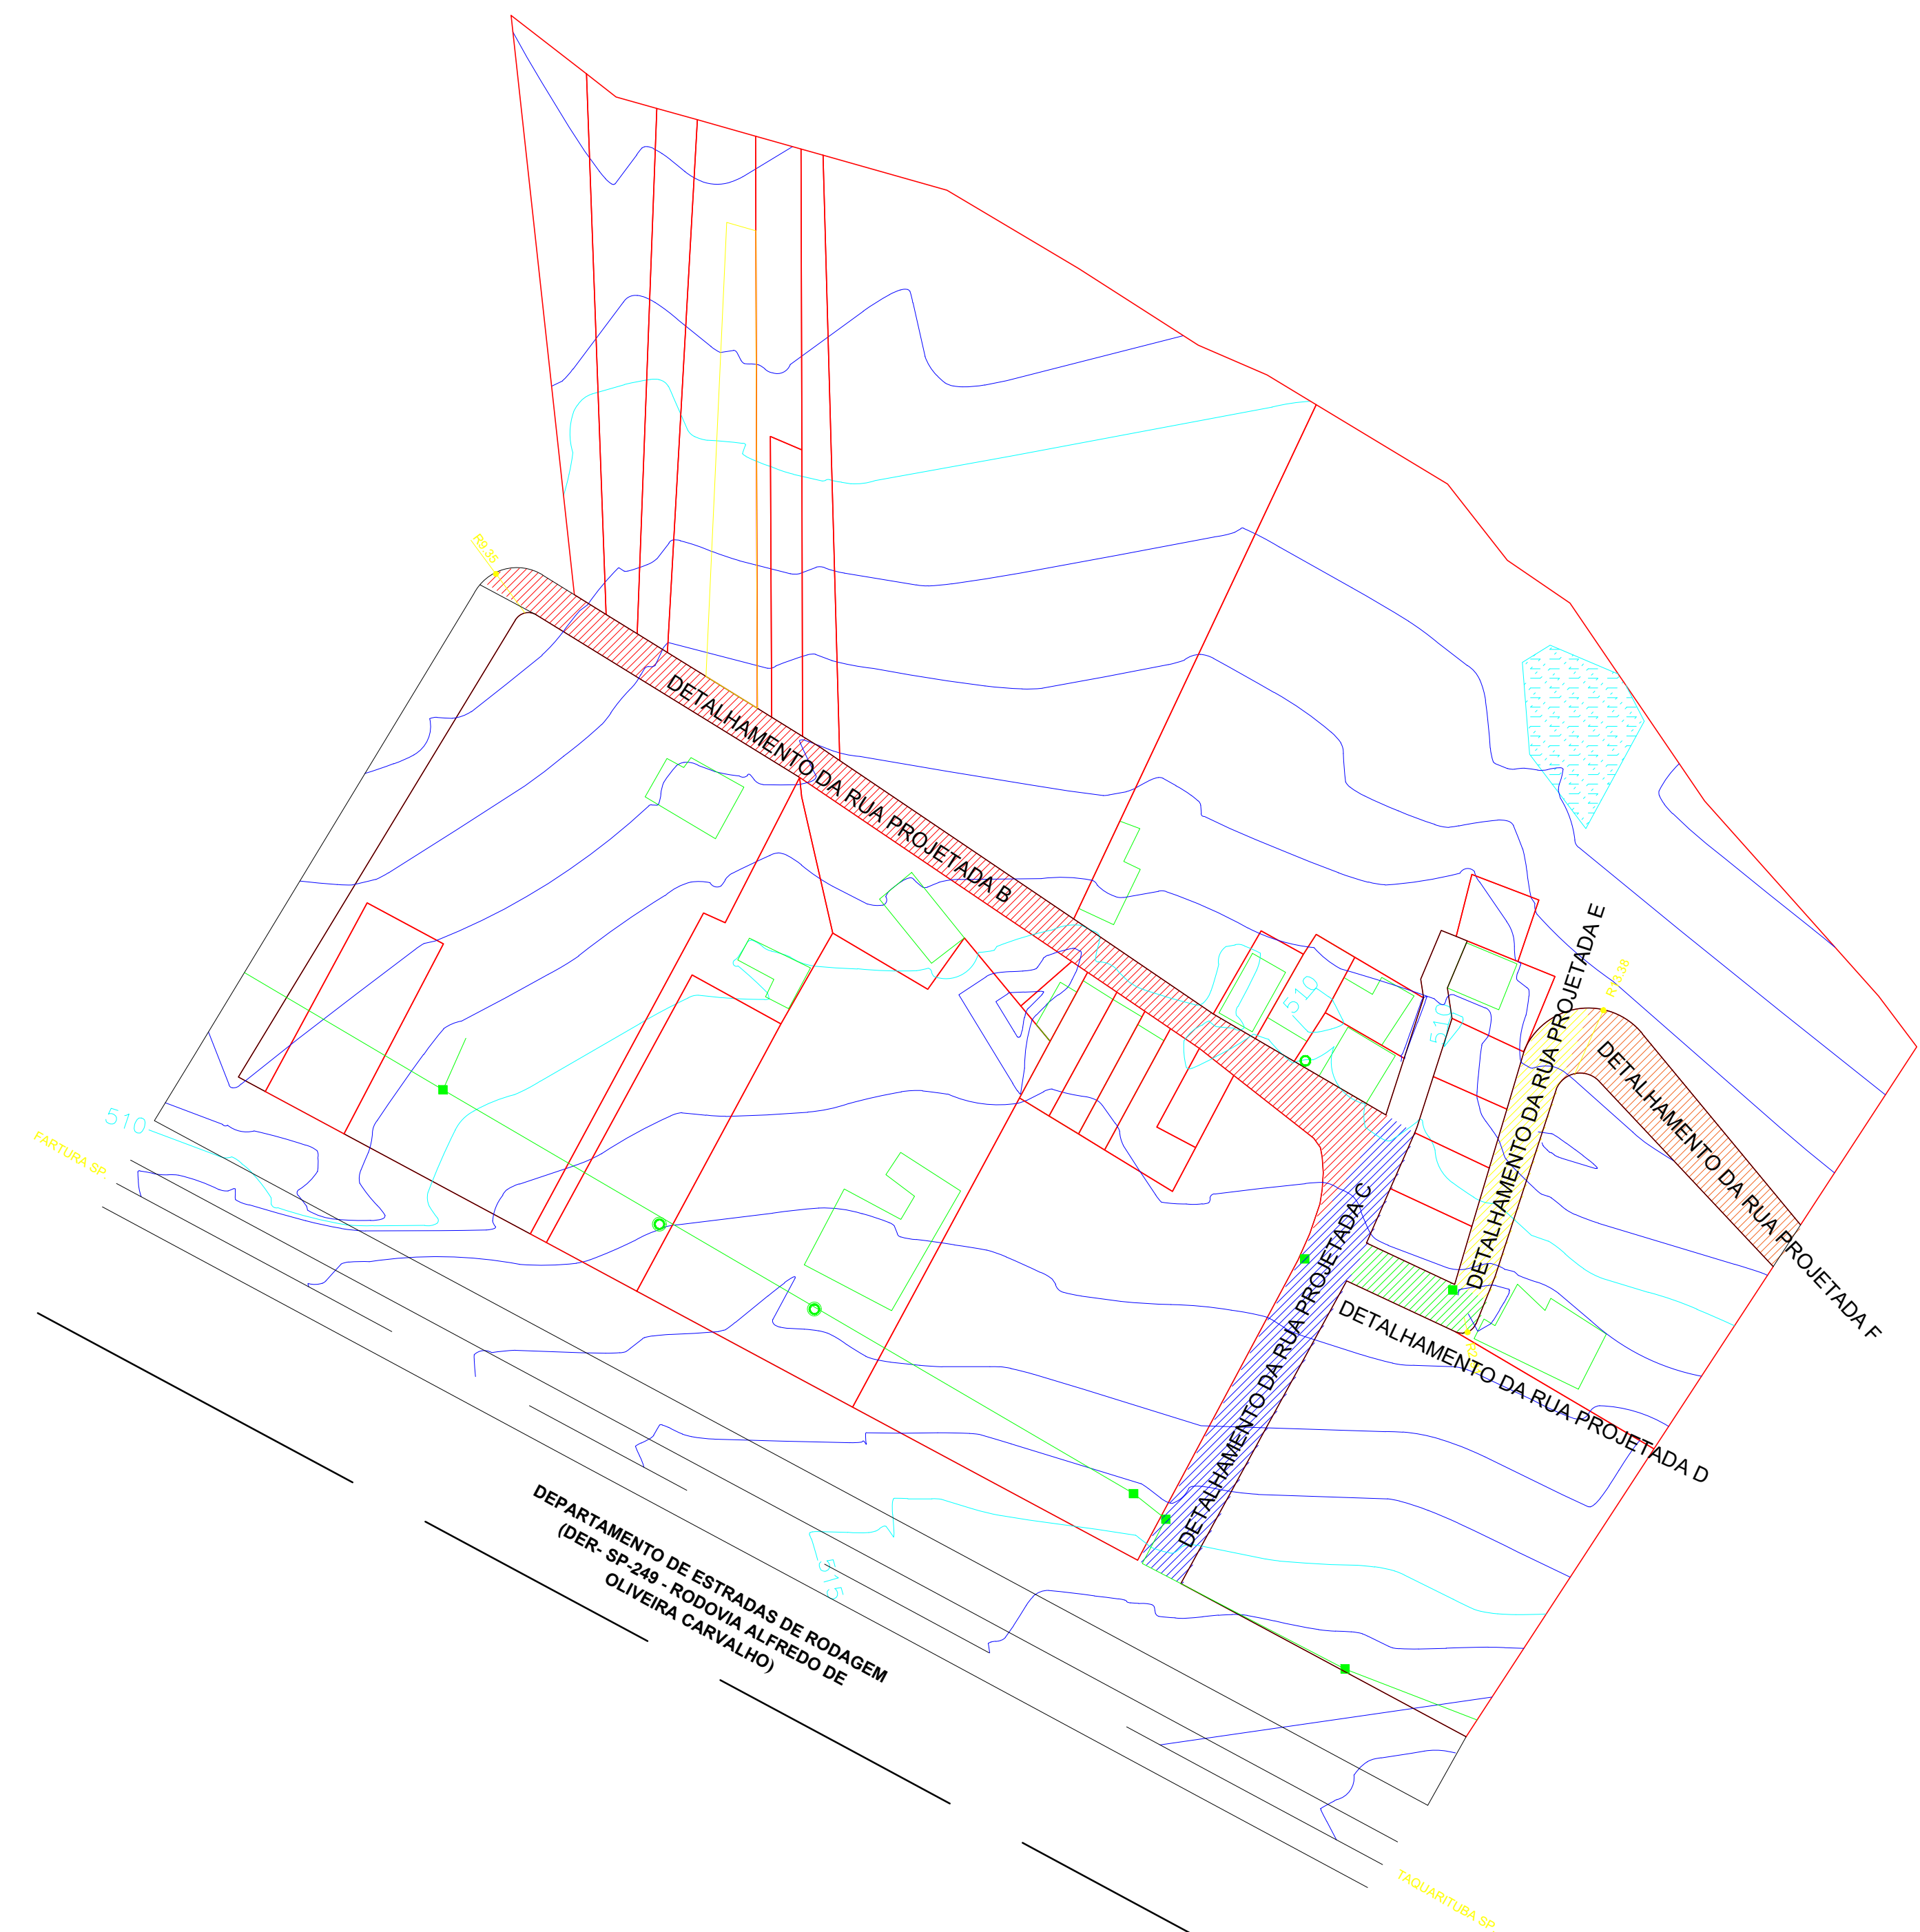 R9.36
DETALHAMENTO DA RUA PROJETADA B
DETALHAMENTO DA RUA PROJETADA E
DETALHAMENTO DA RUA PROJETADA F
510
510
510
FARTURA SP.
DETALHAMENTO DA RUA PROJETADA C
DETALHAMENTO DA RUA PROJETADA D
DEPARTAMENTO DE ESTRADAS DE RODAGEM
(DER- SP-249 - RODOVIA ALFREDO DE
OLIVEIRA CARVALHO)
515
TAQUARITUBA SP